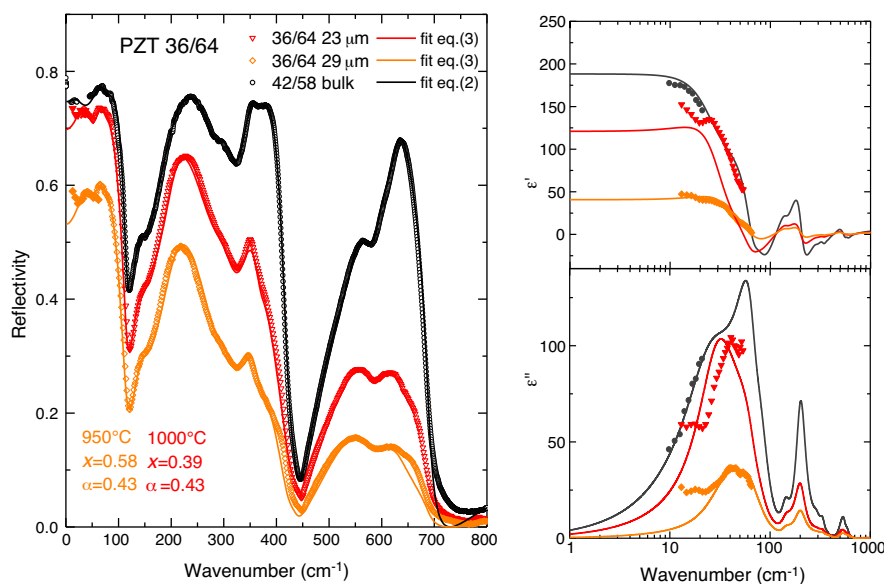 PZT 36/64
36/64 23 μm fit eq.(3)
36/64 29 μm fit eq.(3)
42/58 bulk fit eq.(2)
Reflectivity
0.8
0.6
0.4
0.2
0.0
950°C 1000°C
x=0.58 x=0.39
α=0.43 α=0.43
0 100 200 300 400 500 600 700 800
Wavenumber (cm⁻¹)
ε'
250
200
150
100
50
0
ε''
100
50
0
1 10 100 1000
Wavenumber (cm⁻¹)